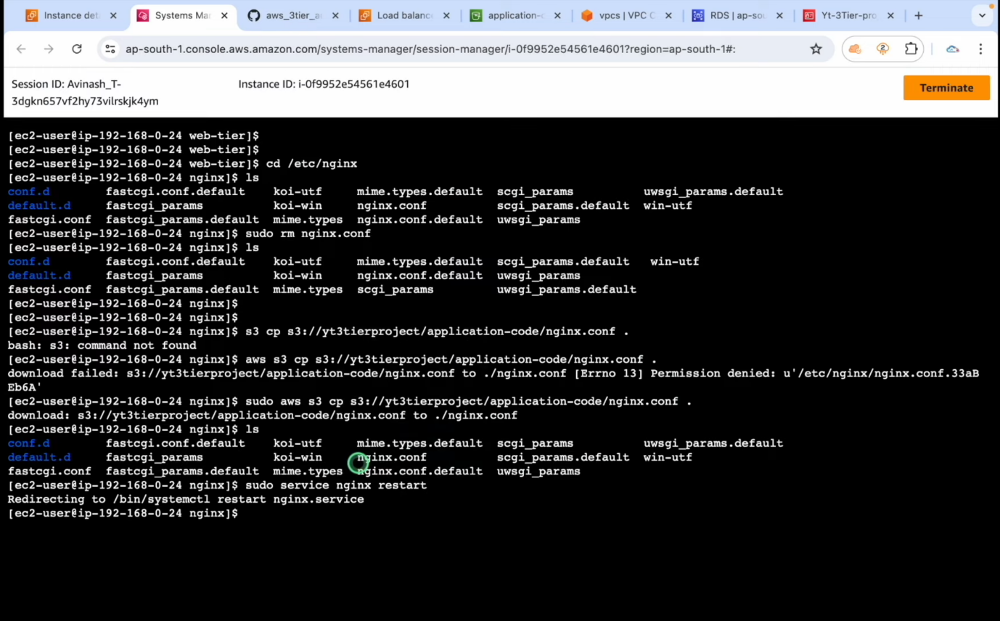 Instance det
Systems Mar
aws_3tier_ar
Load balanc
application-c
vpcs | VPC C
RDS | ap-sou
Yt-3Tier-pro
ap-south-1.console.aws.amazon.com/systems-manager/session-manager/i-0f9952e54561e4601?region=ap-south-1#:
Session ID: Avinash_T-
3dgkn657vf2hy73vilrskjk4ym
Instance ID: i-0f9952e54561e4601
Terminate
[ec2-user@ip-192-168-0-24 web-tier]$
[ec2-user@ip-192-168-0-24 web-tier]$
[ec2-user@ip-192-168-0-24 web-tier]$ cd /etc/nginx
[ec2-user@ip-192-168-0-24 nginx]$ ls
conf.d fastcgi.conf.default koi-utf mime.types.default scgi_params uwsgi_params.default
default.d fastcgi_params koi-win nginx.conf scgi_params.default win-utf
fastcgi.conf fastcgi_params.default mime.types nginx.conf.default uwsgi_params
[ec2-user@ip-192-168-0-24 nginx]$ sudo rm nginx.conf
[ec2-user@ip-192-168-0-24 nginx]$ ls
conf.d fastcgi.conf.default koi-utf mime.types.default scgi_params.default win-utf
default.d fastcgi_params koi-win nginx.conf.default uwsgi_params
fastcgi.conf fastcgi_params.default mime.types scgi_params uwsgi_params.default
[ec2-user@ip-192-168-0-24 nginx]$
[ec2-user@ip-192-168-0-24 nginx]$
[ec2-user@ip-192-168-0-24 nginx]$ s3 cp s3://yt3tierproject/application-code/nginx.conf .
bash: s3: command not found
[ec2-user@ip-192-168-0-24 nginx]$ aws s3 cp s3://yt3tierproject/application-code/nginx.conf .
download failed: s3://yt3tierproject/application-code/nginx.conf to ./nginx.conf [Errno 13] Permission denied: u'/etc/nginx/nginx.conf.33aB
Eb6A'
[ec2-user@ip-192-168-0-24 nginx]$ sudo aws s3 cp s3://yt3tierproject/application-code/nginx.conf .
download: s3://yt3tierproject/application-code/nginx.conf to ./nginx.conf
[ec2-user@ip-192-168-0-24 nginx]$ ls
conf.d fastcgi.conf.default koi-utf mime.types.default scgi_params uwsgi_params.default
default.d fastcgi_params koi-win nginx.conf scgi_params.default win-utf
fastcgi.conf fastcgi_params.default mime.types nginx.conf.default uwsgi_params
[ec2-user@ip-192-168-0-24 nginx]$ sudo service nginx restart
Redirecting to /bin/systemctl restart nginx.service
[ec2-user@ip-192-168-0-24 nginx]$